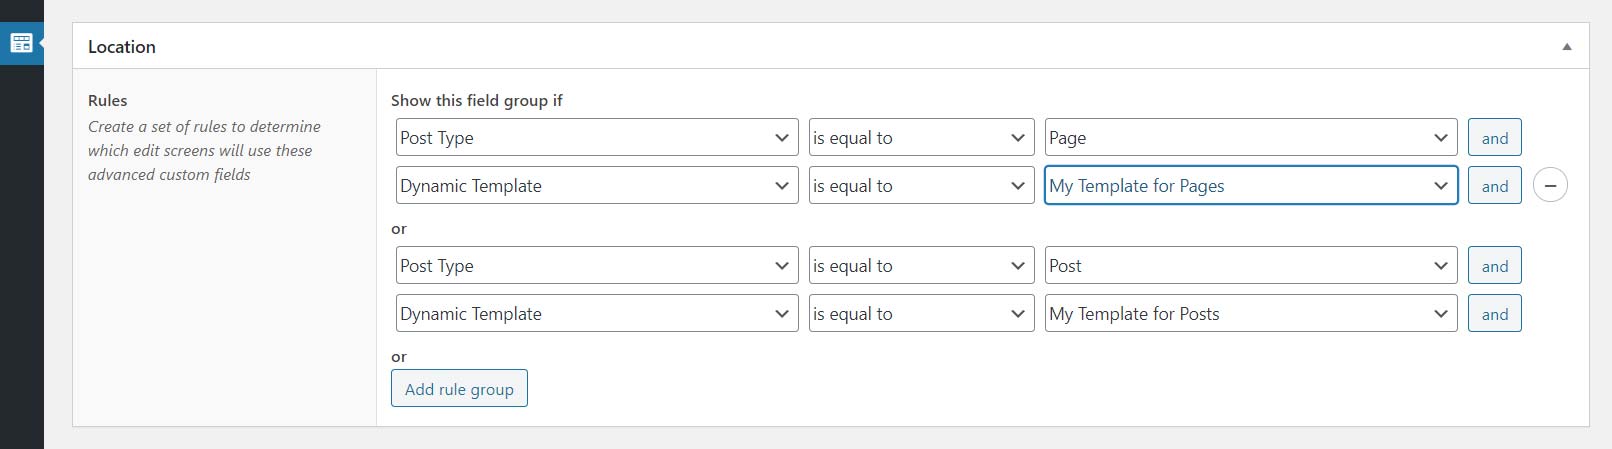 Location
Rules
Create a set of rules to determine
which edit screens will use these
advanced custom fields
Show this field group if
Post Type is equal to Page and
Dynamic Template is equal to My Template for Pages and
or
Post Type is equal to Post and
Dynamic Template is equal to My Template for Posts and
or
Add rule group